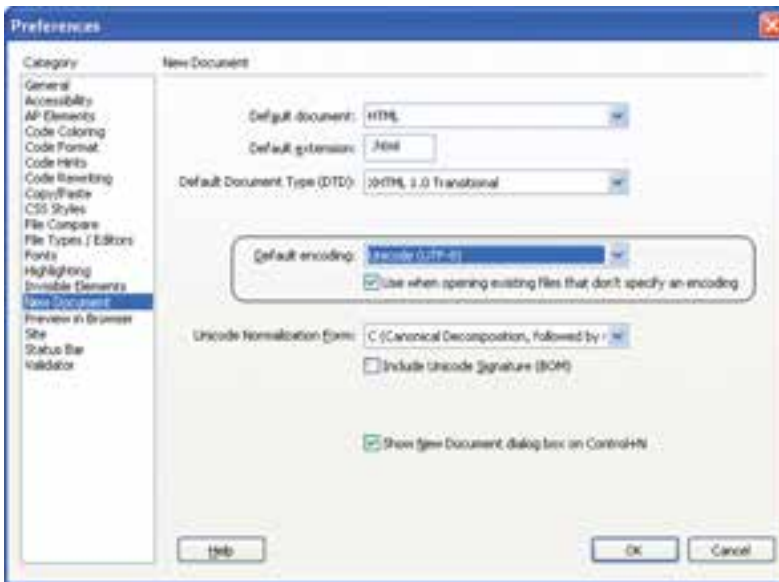 Preferences
Category
New Document
General
Accessibility
AP Elements
Code Coloring
Code Format
Code Hints
Code Rewriting
Copy/Paste
CSS Styles
File Compare
File Types / Editors
Fonts
Highlighting
Invisible Elements
New Document
Preview in Browser
Site
Status Bar
Validator
Default document: HTML
Default extension: .html
Default Document Type (DTD): XHTML 1.0 Transitional
Default encoding: Unicode (UTF-8)
Use when opening existing files that don't specify an encoding
Unicode Normalization Form: C (Canonical Decomposition, followed by
Include Unicode Signature (BOM)
Show New Document dialog box on Control+N
Help
OK
Cancel